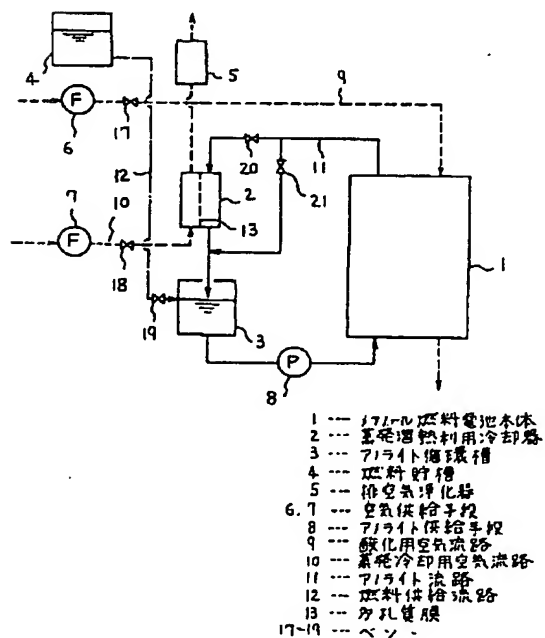 4
5
F
6
17
9
12
20
11
21
2
7
10
F
13
18
1
19
3
P
8
1 --- メタノール燃料電池本体
2 --- 蒸発潜熱利用冷却器
3 --- アノライト循環槽
4 --- 燃料貯槽
5 --- 排空気浄化器
6, 7 --- 空気供給手段
8 --- アノライト供給手段
9 --- 酸化用空気流路
10 --- 蒸発冷却用空気流路
11 --- アノライト流路
12 --- 燃料供給流路
13 --- 多孔質膜
17~19 ---